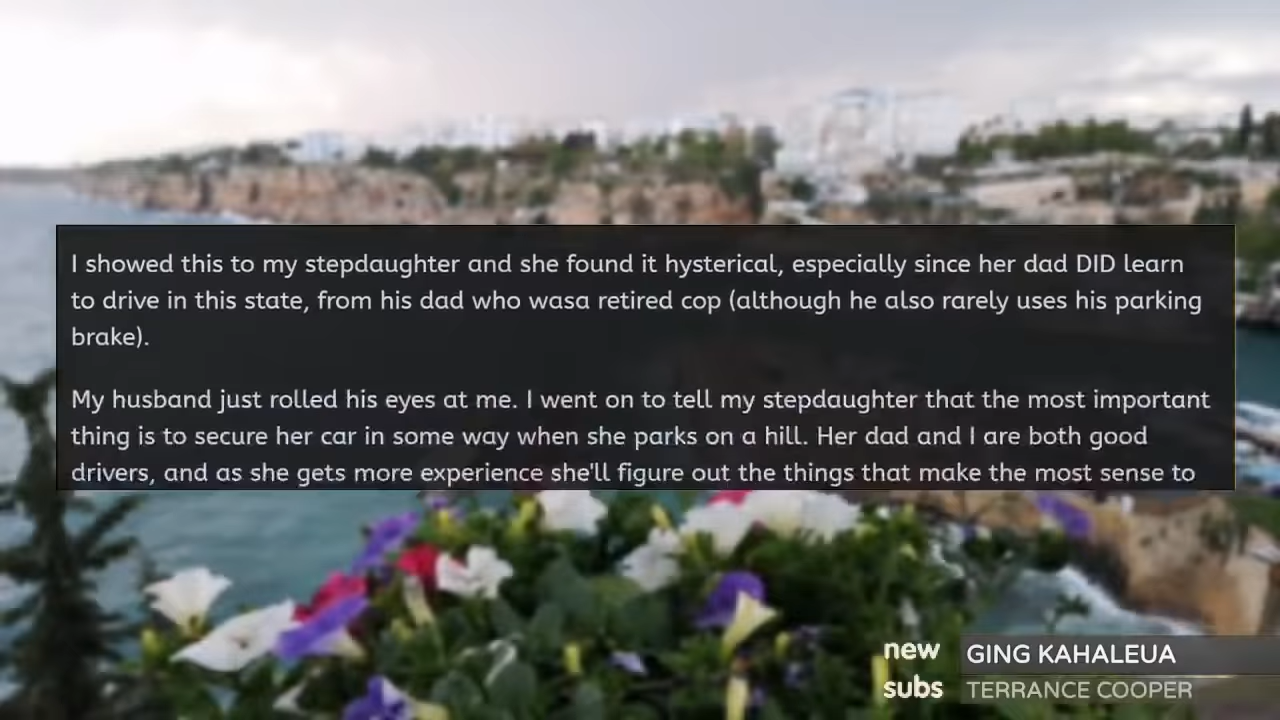 I showed this to my stepdaughter and she found it hysterical, especially since her dad DID learn
to drive in this state, from his dad who wasa retired cop (although he also rarely uses his parking
brake).
My husband just rolled his eyes at me. I went on to tell my stepdaughter that the most important
thing is to secure her car in some way when she parks on a hill. Her dad and I are both good
drivers, and as she gets more experience she'll figure out the things that make the most sense to
new subs
GING KAHALEUA
TERRANCE COOPER